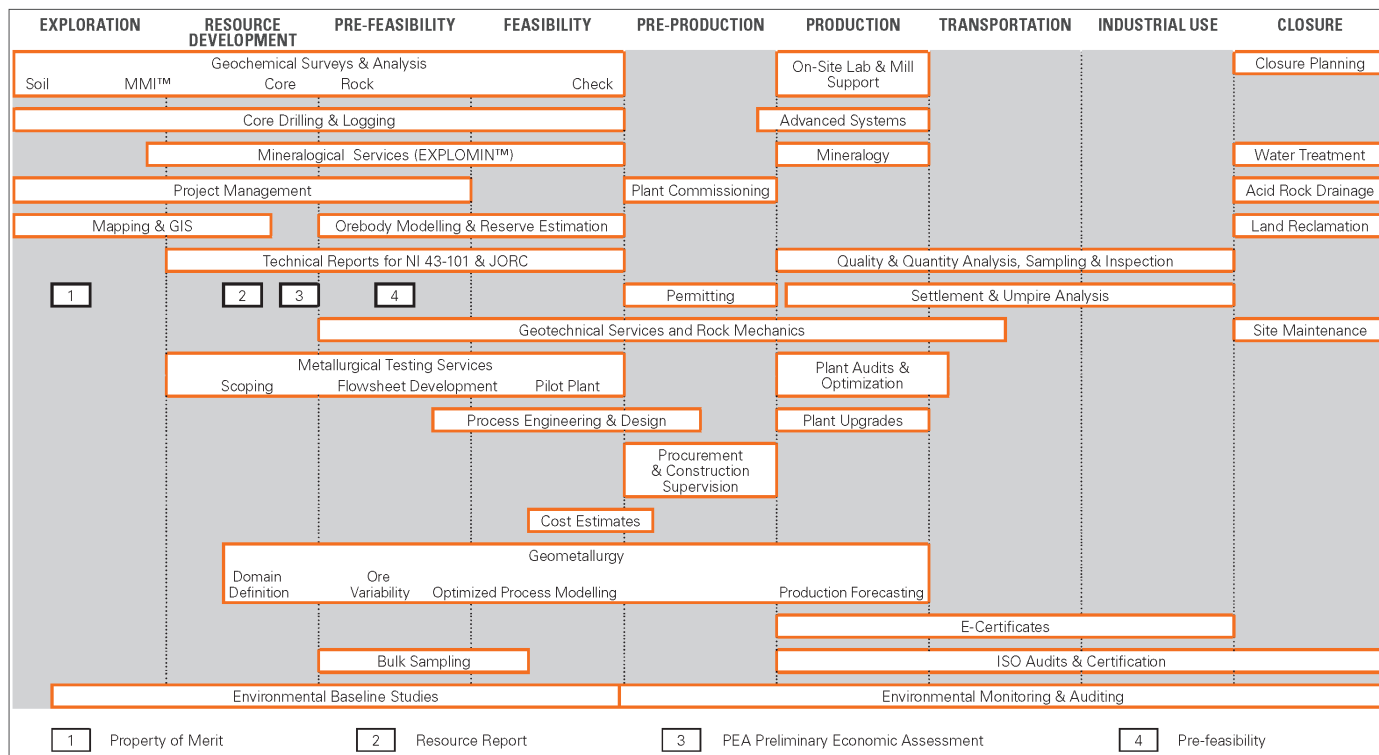 EXPLORATION
RESOURCE
DEVELOPMENT
PRE-FEASIBILITY
FEASIBILITY
PRE-PRODUCTION
PRODUCTION
TRANSPORTATION
INDUSTRIAL USE
CLOSURE
Geochemical Surveys & Analysis
Soil
MMI™
Core
Rock
Check
On-Site Lab & Mill
Support
Closure Planning
Core Drilling & Logging
Advanced Systems
Mineralogical Services (EXPLOMIN™)
Mineralogy
Water Treatment
Project Management
Plant Commissioning
Acid Rock Drainage
Mapping & GIS
Orebody Modelling & Reserve Estimation
Land Reclamation
Technical Reports for NI 43-101 & JORC
Quality & Quantity Analysis, Sampling & Inspection
1
2
3
4
Permitting
Settlement & Umpire Analysis
Geotechnical Services and Rock Mechanics
Site Maintenance
Metallurgical Testing Services
Scoping
Flowsheet Development
Pilot Plant
Plant Audits &
Optimization
Process Engineering & Design
Plant Upgrades
Procurement
& Construction
Supervision
Cost Estimates
Geometallurgy
Domain
Definition
Ore
Variability
Optimized Process Modelling
Production Forecasting
E-Certificates
Bulk Sampling
ISO Audits & Certification
Environmental Baseline Studies
Environmental Monitoring & Auditing
1 Property of Merit
2 Resource Report
3 PEA Preliminary Economic Assessment
4 Pre-feasibility